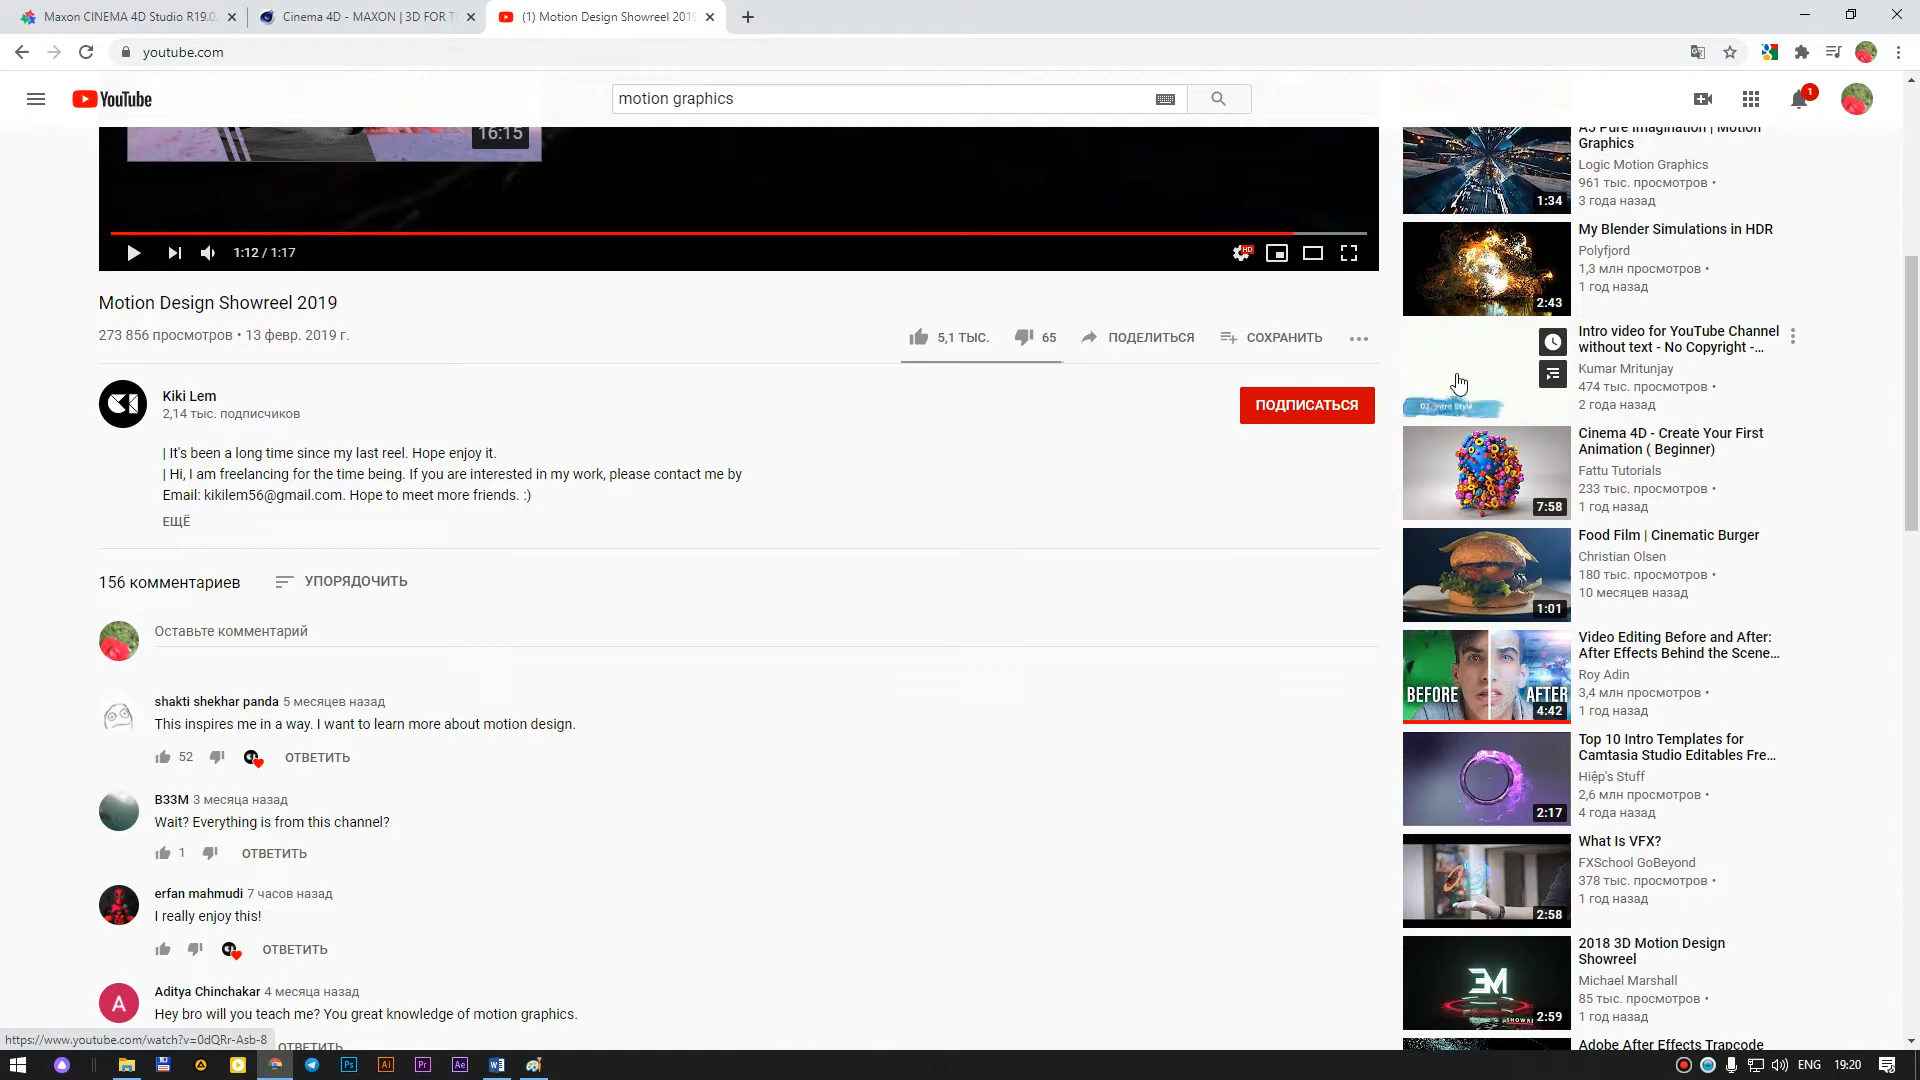 Maxon CINEMA 4D Studio R19.0
Cinema 4D - MAXON | 3D FOR T
(1) Motion Design Showreel 2019
youtube.com
YouTube
motion graphics
1
16:15
1:12 / 1:17
HD
Motion Design Showreel 2019
273 856 просмотров • 13 февр. 2019 г.
5,1 ТЫС.
65
ПОДЕЛИТЬСЯ
СОХРАНИТЬ
Kiki Lem
2,14 тыс. подписчиков
ПОДПИСАТЬСЯ
| It's been a long time since my last reel. Hope enjoy it.
| Hi, I am freelancing for the time being. If you are interested in my work, please contact me by
Email: kikilem56@gmail.com. Hope to meet more friends. :)
ЕЩЁ
156 комментариев
УПОРЯДОЧИТЬ
Оставьте комментарий
shakti shekhar panda 5 месяцев назад
This inspires me in a way. I want to learn more about motion design.
52
ОТВЕТИТЬ
B33M 3 месяца назад
Wait? Everything is from this channel?
1
ОТВЕТИТЬ
erfan mahmudi 7 часов назад
I really enjoy this!
ОТВЕТИТЬ
A
Aditya Chinchakar 4 месяца назад
Hey bro will you teach me? You great knowledge of motion graphics.
ОТВЕТИТЬ
https://www.youtube.com/watch?v=0dQRr-Asb-8
A3 Pure Imagination | Motion
Graphics
Logic Motion Graphics
961 тыс. просмотров •
3 года назад
1:34
My Blender Simulations in HDR
Polyfjord
1,3 млн просмотров •
1 год назад
2:43
Intro video for YouTube Channel
without text - No Copyright -...
Kumar Mritunjay
474 тыс. просмотров •
2 года назад
Intro Style
Cinema 4D - Create Your First
Animation ( Beginner)
Fattu Tutorials
233 тыс. просмотров •
1 год назад
7:58
Food Film | Cinematic Burger
Christian Olsen
180 тыс. просмотров •
10 месяцев назад
1:01
Video Editing Before and After:
After Effects Behind the Scene...
Roy Adin
3,4 млн просмотров •
1 год назад
BEFORE
AFTER
4:42
Top 10 Intro Templates for
Camtasia Studio Editables Fre...
Hiệp's Stuff
2,6 млн просмотров •
4 года назад
2:17
What Is VFX?
FXSchool GoBeyond
378 тыс. просмотров •
1 год назад
2:58
2018 3D Motion Design
Showreel
Michael Marshall
85 тыс. просмотров •
1 год назад
3M
2:59
Adobe After Effects Trapcode
Ps
Ai
Pr
Ae
ENG
19:20